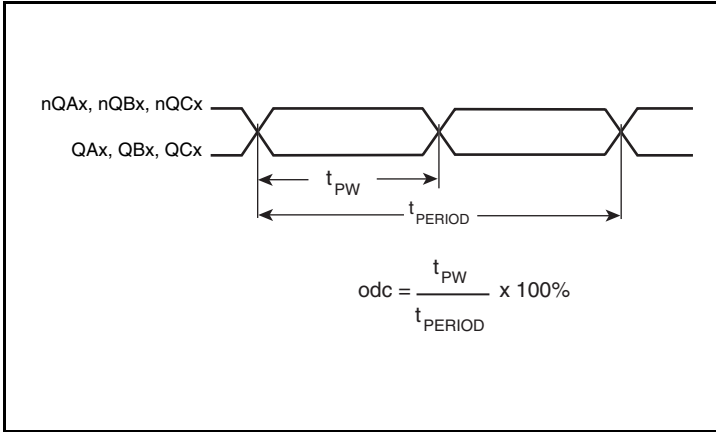 nQAx, nQBx, nQCx
QAx, QBx, QCx
tPW
tPERIOD
odc = tPW / tPERIOD x 100%